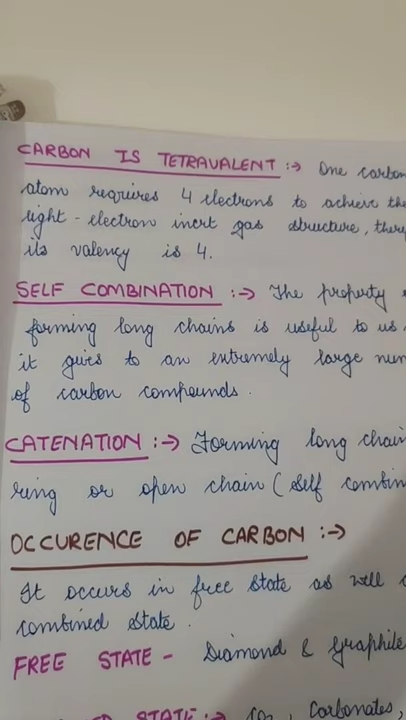 CARBON IS TETRAVALENT :→ One carbon
atom requires 4 electrons to achieve the
eight-electron inert gas structure, ther
its valency is 4.
SELF COMBINATION :→ The property
forming long chains is useful to us
it gives to an extremely large num
of carbon compounds.
CATENATION :→ Forming long chain
ring or open chain (self combin
OCCURENCE OF CARBON :→
It occurs in free state as well
combined state.
FREE STATE - Diamond & Graphite
STATE :→ Carbonates,